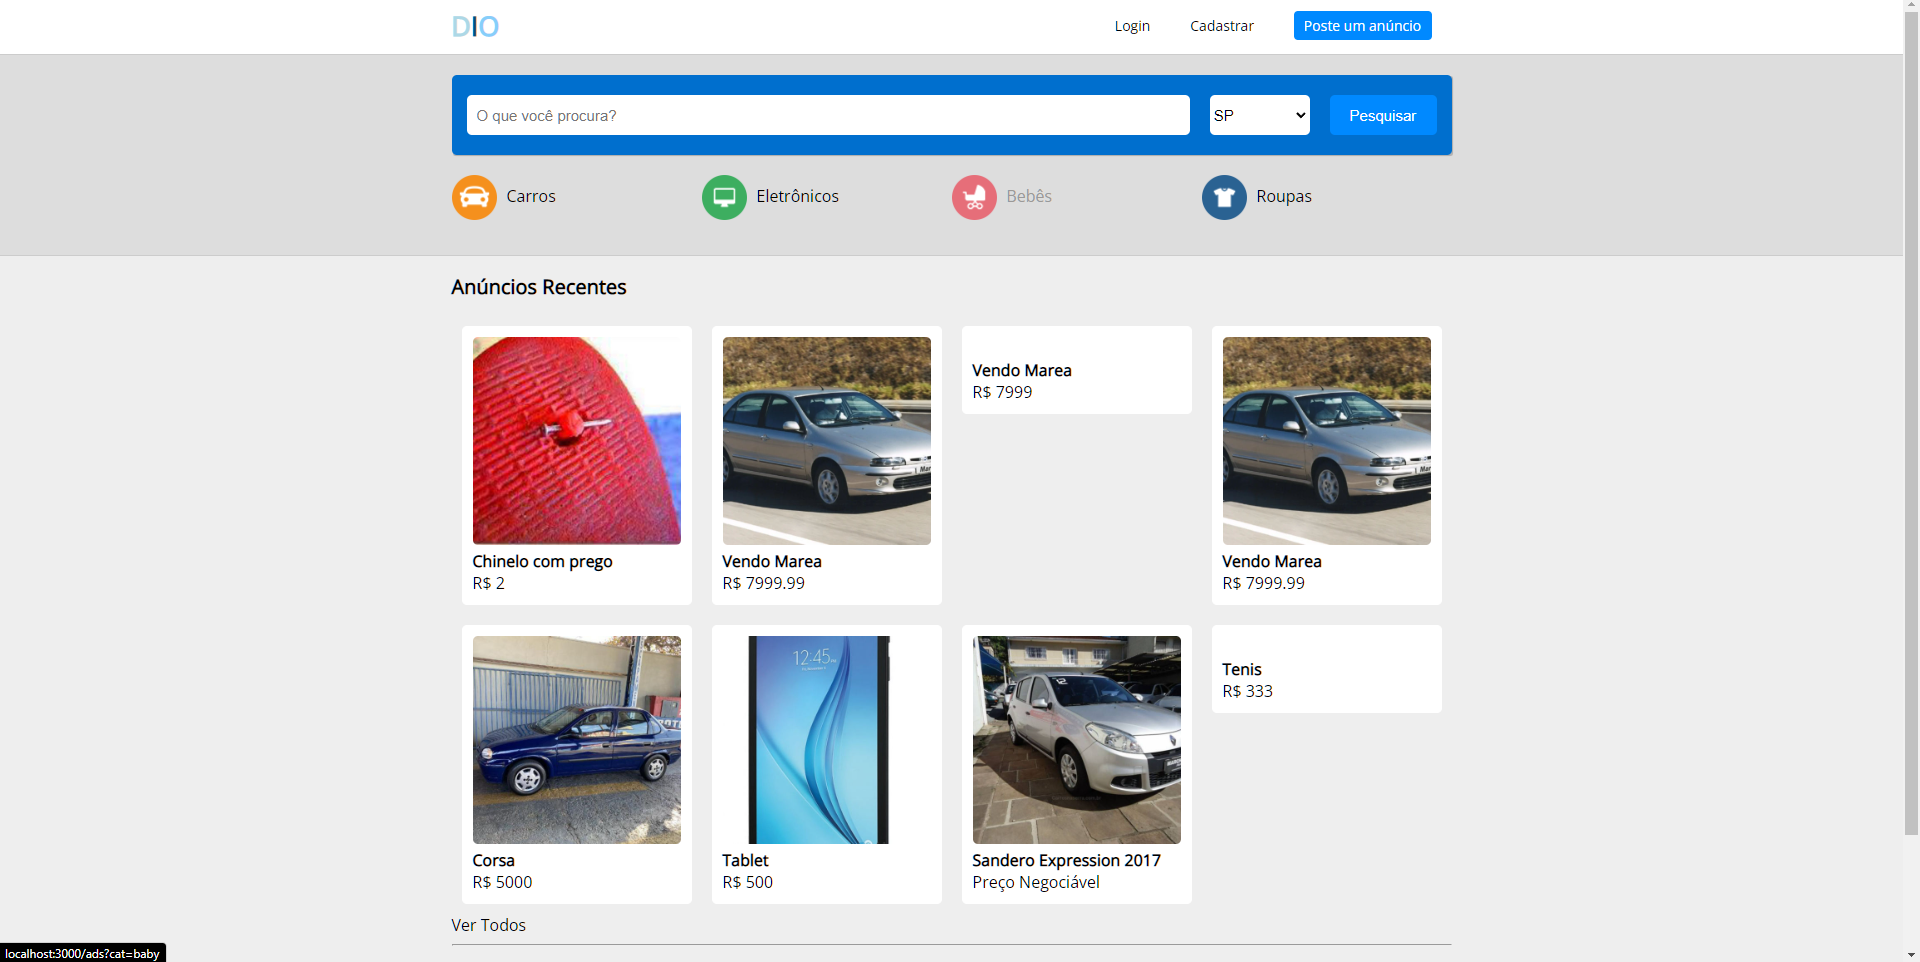 DIO
Login
Cadastrar
Poste um anúncio
O que você procura?
SP
Pesquisar
Carros
Eletrônicos
Bebês
Roupas
Anúncios Recentes
Chinelo com prego
R$ 2
Vendo Marea
R$ 7999.99
Vendo Marea
R$ 7999
Vendo Marea
R$ 7999.99
12:45
Corsa
R$ 5000
Tablet
R$ 500
Sandero Expression 2017
Preço Negociável
Tenis
R$ 333
Ver Todos
localhost:3000/ads?cat=baby